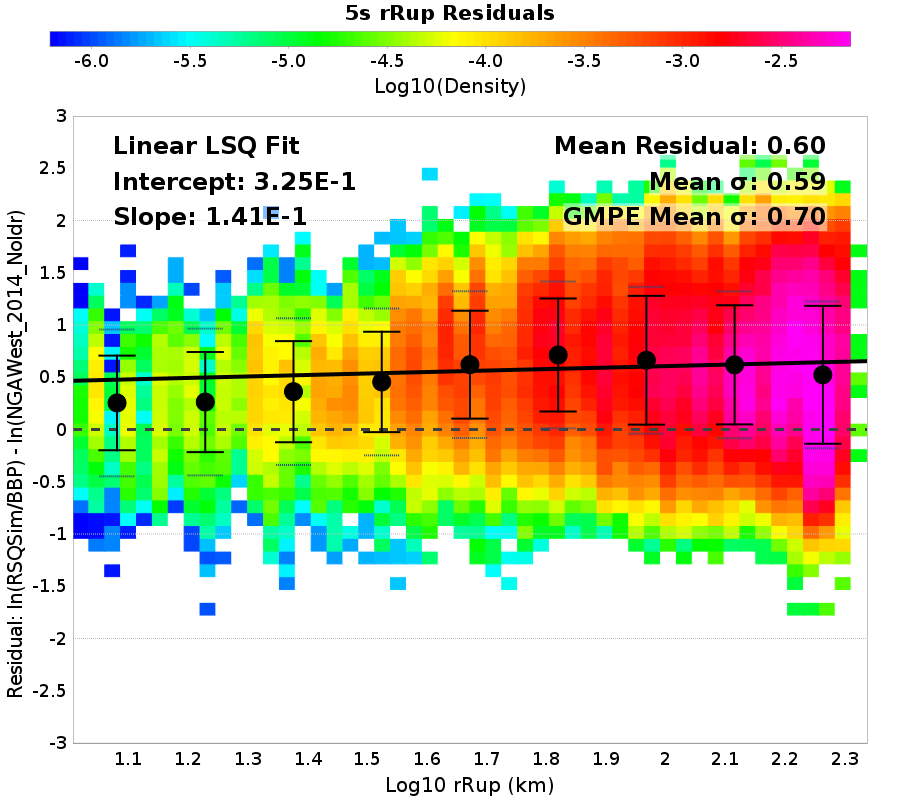 5s rRup Residuals
-6.0 -5.5 -5.0 -4.5 -4.0 -3.5 -3.0 -2.5
Log10(Density)
Linear LSQ Fit
Intercept: 3.25E-1
Slope: 1.41E-1
Mean Residual: 0.60
Mean σ: 0.59
GMPE Mean σ: 0.70
Residual: ln(RSQSim/BBP) - ln(NGAWest_2014_NoIdr)
3
2.5
2
1.5
1
0.5
0
-0.5
-1
-1.5
-2
-2.5
-3
1.1 1.2 1.3 1.4 1.5 1.6 1.7 1.8 1.9 2 2.1 2.2 2.3
Log10 rRup (km)